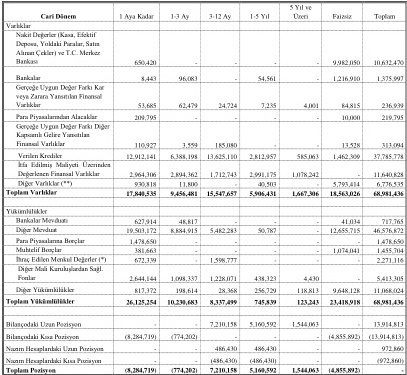 Cari Dönem 1 Aya Kadar 1-3 Ay 3-12 Ay 1-5 Yıl 5 Yıl ve Üzeri Faizsiz Toplam
Varlıklar
Nakit Değerler (Kasa, Efektif
Deposu, Yoldaki Paralar, Satın
Alınan Çekler) ve T.C. Merkez
Bankası 650,420 - - - - 9,982,050 10,632,470
Bankalar 8,443 96,083 - 54,561 - 1,216,910 1,375,997
Gerçeğe Uygun Değer Farkı Kar
veya Zarara Yansıtılan Finansal
Varlıklar 53,665 62,479 24,724 7,235 4,001 84,815 236,939
Para Piyasalarından Alacaklar 209,795 - - - - 10,000 219,795
Gerçeğe Uygun Değer Farkı Diğer
Kapsamlı Gelire Yansıtılan
Finansal Varlıklar 110,927 3,559 185,080 - - 13,528 313,094
Verilen Krediler 12,912,141 6,388,198 13,625,110 2,812,957 585,063 1,462,309 37,785,778
İtfa Edilmiş Maliyeti Üzerinden
Değerlenen Finansal Varlıklar 2,964,306 2,894,362 1,712,743 2,991,175 1,078,242 - 11,640,828
Diğer Varlıklar (**) 930,818 11,800 - 40,503 - 5,793,414 6,776,535
Toplam Varlıklar 17,840,535 9,456,481 15,547,657 5,906,431 1,667,306 18,563,026 68,981,436
Yükümlülükler
Bankalar Mevduatı 627,914 48,817 - - - 41,034 717,765
Diğer Mevduat 19,503,172 8,884,915 5,482,283 50,787 - 12,655,715 46,576,872
Para Piyasalarına Borçlar 1,478,650 - - - - - 1,478,650
Muhtelif Borçlar 381,663 - - - - 1,074,041 1,455,704
İhraç Edilen Menkul Değerler (*) 672,339 - 1,598,777 - - - 2,271,116
Diğer Mali Kuruluşlardan Sağl.
Fonlar 2,644,144 1,098,337 1,228,071 438,323 4,430 - 5,413,305
Diğer Yükümlülükler 817,372 198,614 28,368 256,729 118,813 9,648,128 11,068,024
Toplam Yükümlülükler 26,125,254 10,230,683 8,337,499 745,839 123,243 23,418,918 68,981,436
Bilançodaki Uzun Pozisyon - - 7,210,158 5,160,592 1,544,063 - 13,914,813
Bilançodaki Kısa Pozisyon (8,284,719) (774,202) - - - (4,855,892) (13,914,813)
Nazım Hesaplardaki Uzun Pozisyon - - 486,430 486,430 - - 972,860
Nazım Hesaplardaki Kısa Pozisyon - - (486,430) (486,430) - - (972,860)
Toplam Pozisyon (8,284,719) (774,202) 7,210,158 5,160,592 1,544,063 (4,855,892) -